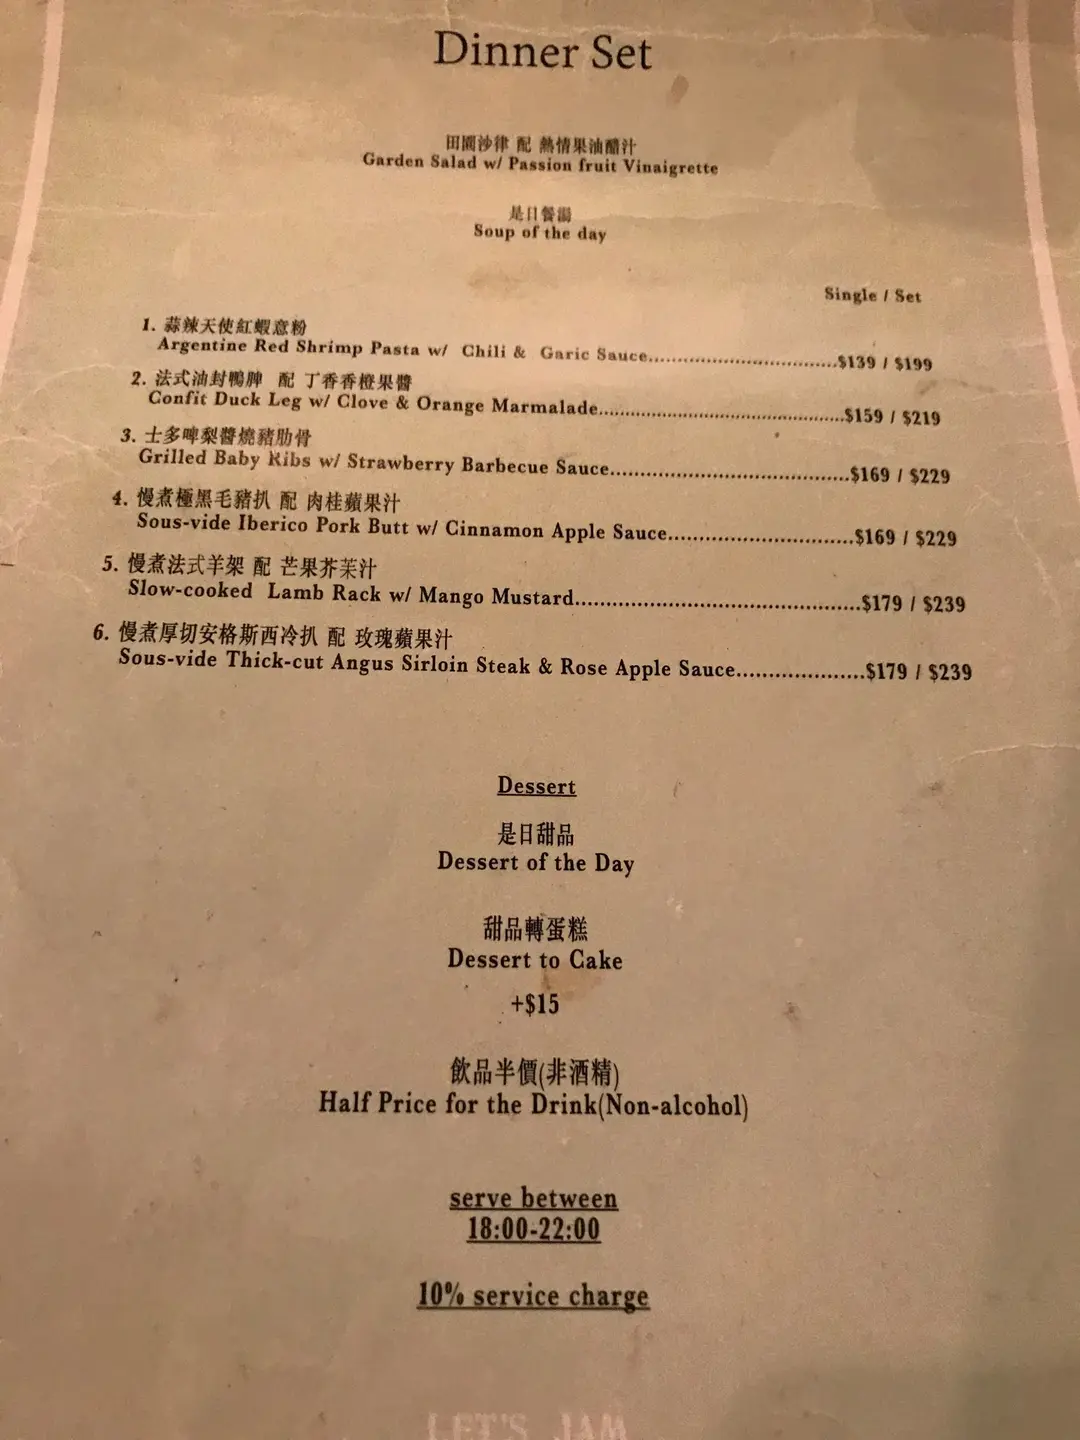 Dinner Set
田園沙律 配 熱情果油醋汁
Garden Salad w/ Passion fruit Vinaigrette
是日餐湯
Soup of the day
Single / Set
1. 蒜辣天使紅蝦意粉
Argentine Red Shrimp Pasta w/ Chili & Garic Sauce...............................$139 / $199
2. 法式油封鴨脾 配 丁香香橙果醬
Confit Duck Leg w/ Clove & Orange Marmalade.........................................$159 / $219
3. 士多啤梨醬燒豬肋骨
Grilled Baby Ribs w/ Strawberry Barbecue Sauce........................................$169 / $229
4. 慢煮極黑毛豬扒 配 肉桂蘋果汁
Sous-vide Iberico Pork Butt w/ Cinnamon Apple Sauce..............................$169 / $229
5. 慢煮法式羊架 配 芒果芥茉汁
Slow-cooked Lamb Rack w/ Mango Mustard...............................................$179 / $239
6. 慢煮厚切安格斯西冷扒 配 玫瑰蘋果汁
Sous-vide Thick-cut Angus Sirloin Steak & Rose Apple Sauce.....................$179 / $239
Dessert
是日甜品
Dessert of the Day
甜品轉蛋糕
Dessert to Cake
+$15
飲品半價(非酒精)
Half Price for the Drink(Non-alcohol)
serve between
18:00-22:00
10% service charge
LET'S JAM